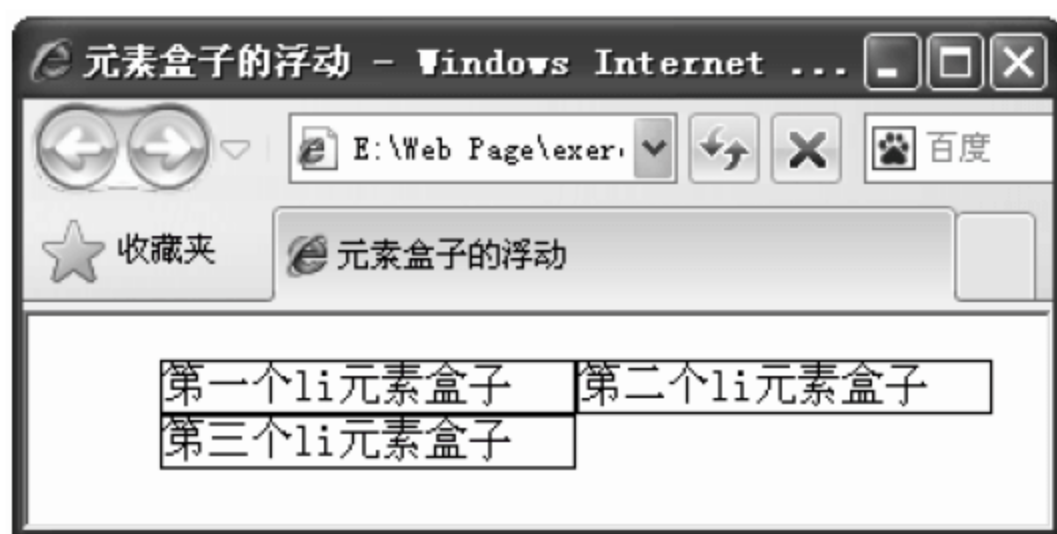 元素盒子的浮动 - Windows Internet ...
E:\Web Page\exer
百度
收藏夹
元素盒子的浮动
第一个li元素盒子
第二个li元素盒子
第三个li元素盒子